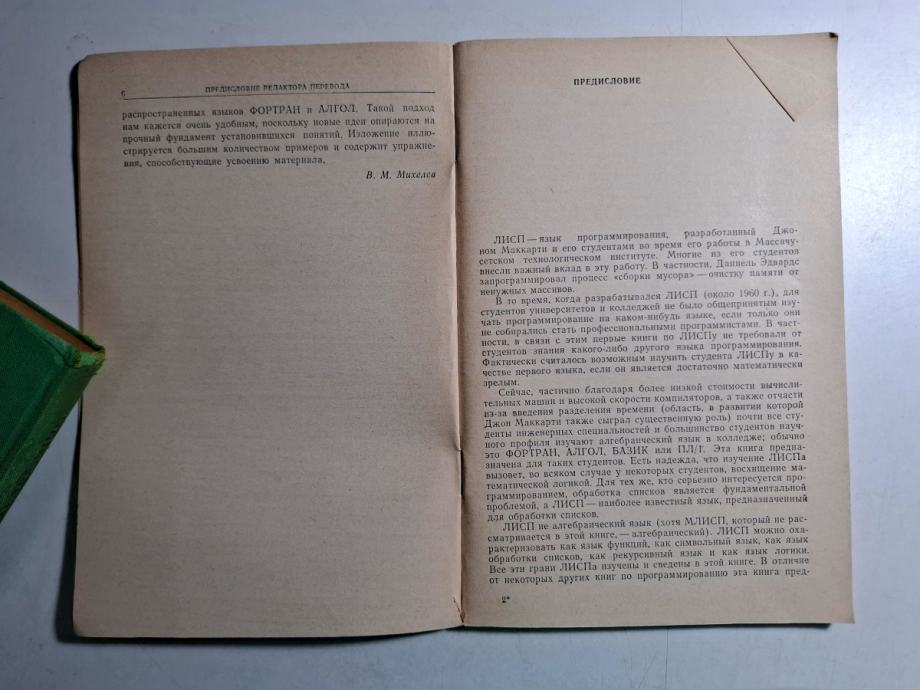 6
ПРЕДИСЛОВИЕ РЕДАКТОРА ПЕРЕВОДА
распространенных языков ФОРТРАН и АЛГОЛ. Такой подход
нам кажется очень удобным, поскольку новые идеи опираются на
прочный фундамент установившихся понятий. Изложение иллю-
стрируется большим количеством примеров и содержит упражне-
ния, способствующие усвоению материала.
В. М. Михелев
ПРЕДИСЛОВИЕ
ЛИСП — язык программирования, разработанный Джо-
ном Маккарти и его студентами во время его работы в Массачу-
сетском технологическом институте. Многие из его студентов
внесли важный вклад в эту работу. В частности, Даниель Эдвардс
запрограммировал процесс «сборки мусора» — очистку памяти от
ненужных массивов.
В то время, когда разрабатывался ЛИСП (около 1960 г.), для
студентов университетов и колледжей не было общепринятым изу-
чать программирование на каком-нибудь языке, если только они
не собирались стать профессиональными программистами. В част-
ности, в связи с этим первые книги по ЛИСПу не требовали от
студентов знания какого-либо другого языка программирования.
Фактически считалось возможным научить студента ЛИСПу в ка-
честве первого языка, если он является достаточно математически
зрелым.
Сейчас, частично благодаря более низкой стоимости вычисли-
тельных машин и высокой скорости компиляторов, а также отчасти
из-за введения разделения времени (область, в развитии которой
Джон Маккарти также сыграл существенную роль) почти все сту-
денты инженерных специальностей и большинство студентов науч-
ного профиля изучают алгебраический язык в колледже; обычно
это ФОРТРАН, АЛГОЛ, БАЗИК или ПЛ/Г. Эта книга предна-
значена для таких студентов. Есть надежда, что изучение ЛИСПа
вызовет, во всяком случае у некоторых студентов, восхищение ма-
тематической логикой. Для тех же, кто серьезно интересуется про-
граммированием, обработка списков является фундаментальной
проблемой, а ЛИСП — наиболее известный язык, предназначенный
для обработки списков.
ЛИСП не алгебраический язык (хотя МЛИСП, который не рас-
сматривается в этой книге, — алгебраический). ЛИСП можно оха-
рактеризовать как язык функций, как символьный язык, как язык
обработки списков, как рекурсивный язык и как язык логики.
Все эти грани ЛИСПа изучены и сведены в этой книге. В отличие
от некоторых других книг по программированию эта книга пред-
2*